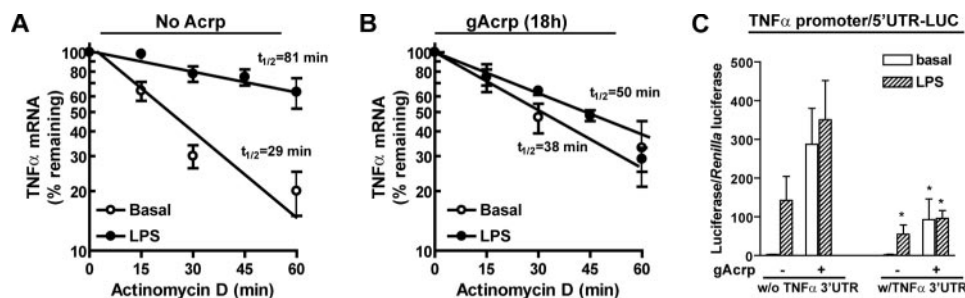 A
No Acrp
100
80
60
40
30
20
10
TNFα mRNA
(% remaining)
t1/2=81 min
t1/2=29 min
Basal
LPS
0 15 30 45 60
Actinomycin D (min)
B
gAcrp (18h)
100
80
60
40
30
20
10
TNFα mRNA
(% remaining)
t1/2=50 min
t1/2=38 min
Basal
LPS
0 15 30 45 60
Actinomycin D (min)
C
TNFα promoter/5'UTR-LUC
500
400
300
200
100
0
Luciferase/Renilla luciferase
basal
LPS
*
* *
gAcrp - + - +
w/o TNFα 3'UTR w/TNFα 3'UTR